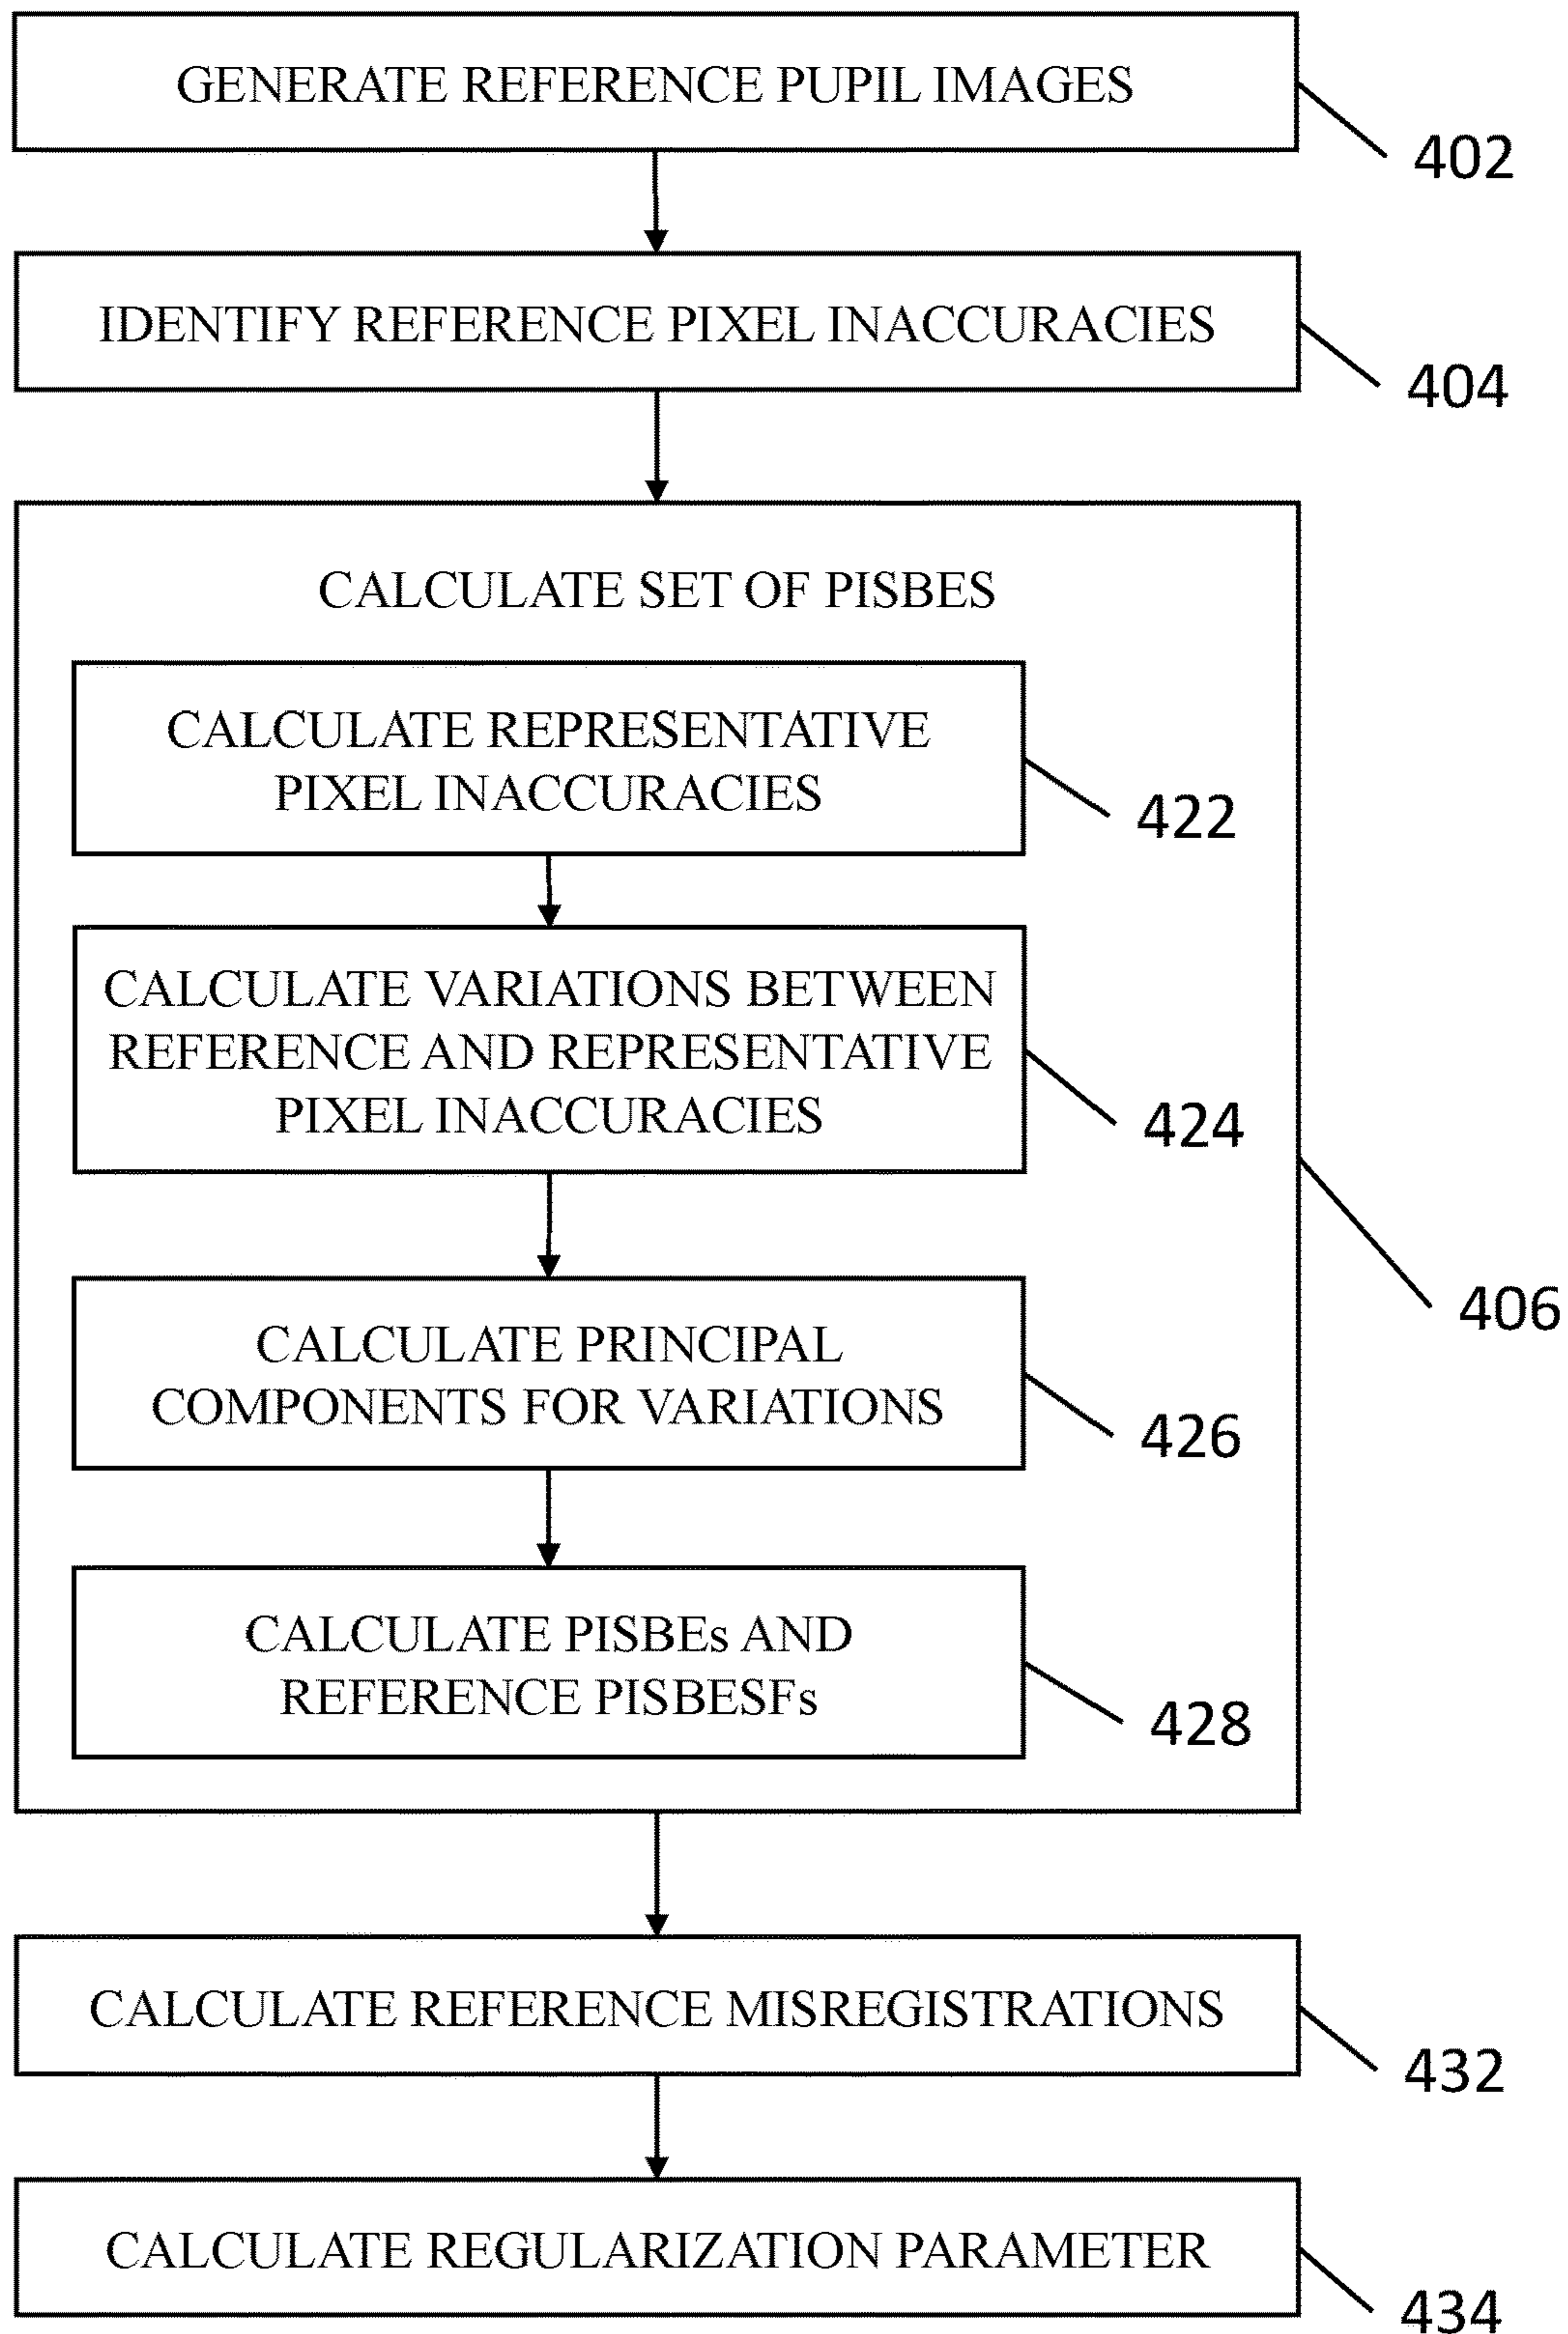 GENERATE REFERENCE PUPIL IMAGES
402
IDENTIFY REFERENCE PIXEL INACCURACIES
404
CALCULATE SET OF PISBES
CALCULATE REPRESENTATIVE
PIXEL INACCURACIES
422
CALCULATE VARIATIONS BETWEEN
REFERENCE AND REPRESENTATIVE
PIXEL INACCURACIES
424
406
CALCULATE PRINCIPAL
COMPONENTS FOR VARIATIONS
426
CALCULATE PISBEs AND
REFERENCE PISBESFs
428
CALCULATE REFERENCE MISREGISTRATIONS
432
CALCULATE REGULARIZATION PARAMETER
434